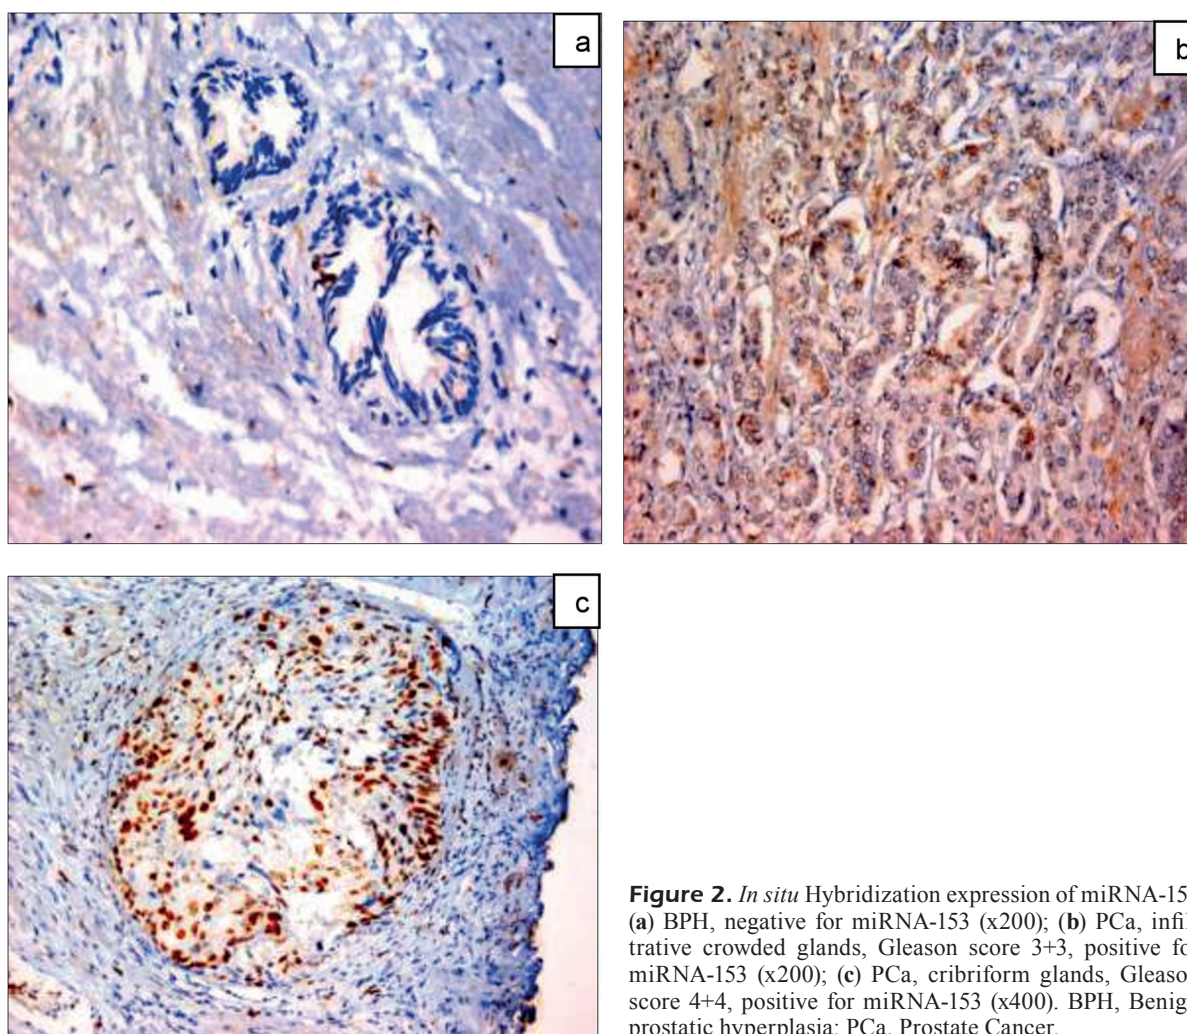 a
b
c
Figure 2. In situ Hybridization expression of miRNA-15
(a) BPH, negative for miRNA-153 (x200); (b) PCa, infil
trative crowded glands, Gleason score 3+3, positive fo
miRNA-153 (x200); (c) PCa, cribriform glands, Gleaso
score 4+4, positive for miRNA-153 (x400). BPH, Benig
prostatic hyperplasia; PCa, Prostate Cancer.